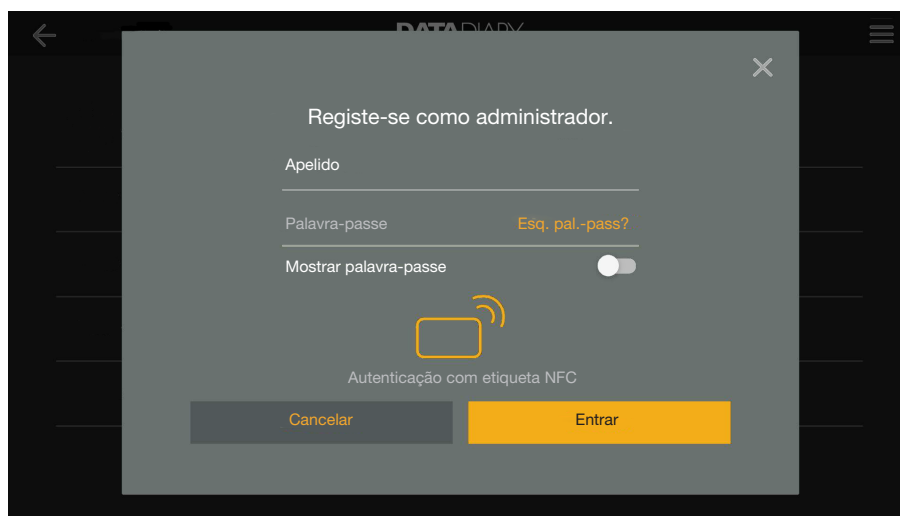 DATADIARY
Registe-se como administrador.
Apelido
Palavra-passe Esq. pal.-pass?
Mostrar palavra-passe
Autenticação com etiqueta NFC
Cancelar Entrar